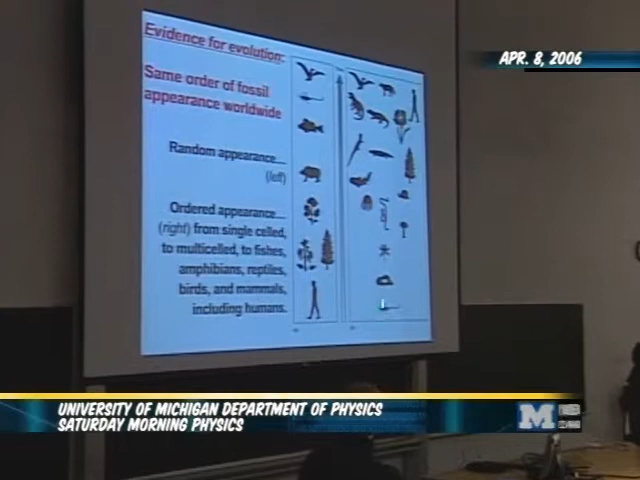 Evidence for evolution:
Same order of fossil
appearance worldwide
Random appearance...
(left)
Ordered appearance...
(right) from single celled,
to multicelled, to fishes,
amphibians, reptiles,
birds, and mammals,
including humans.
APR. 8, 2006
UNIVERSITY OF MICHIGAN DEPARTMENT OF PHYSICS
SATURDAY MORNING PHYSICS
M